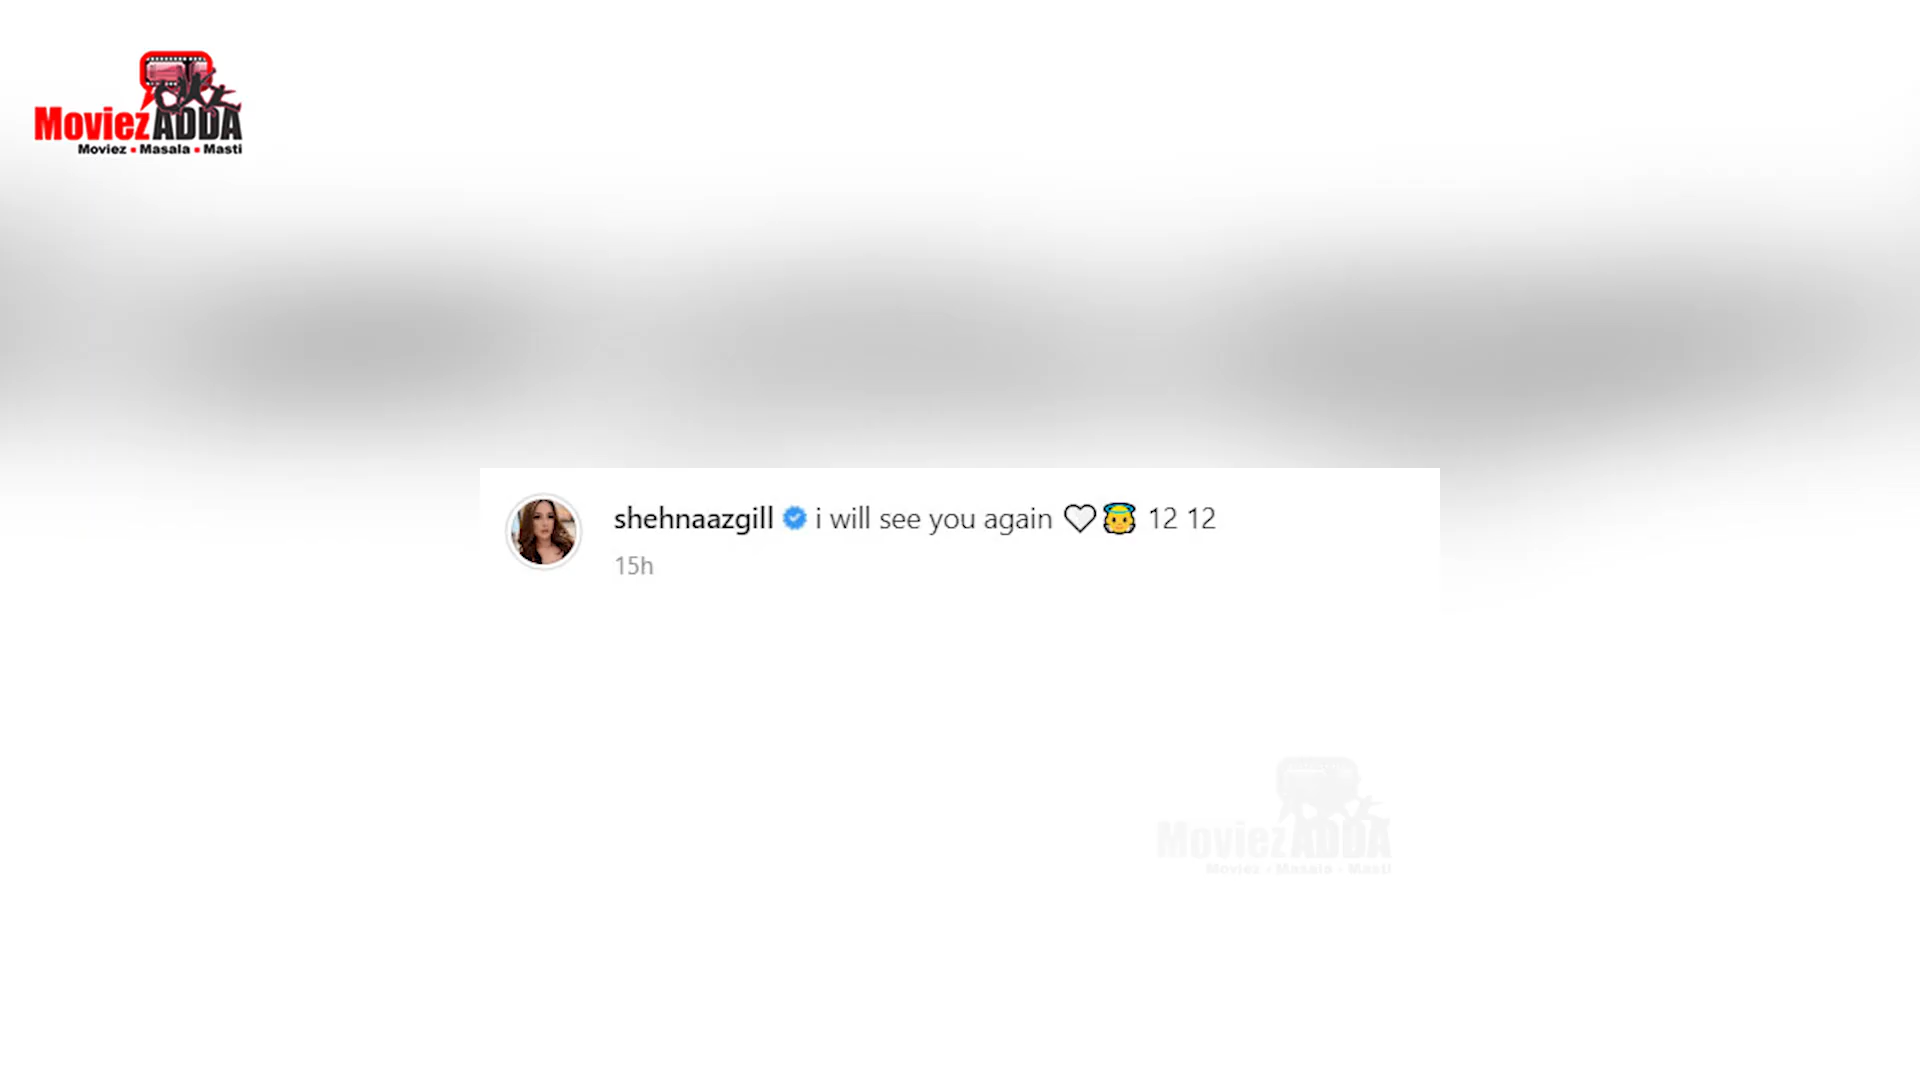 MoviezADDA
Moviez • Masala • Masti
shehnaazgill i will see you again 🤍😇 12 12
15h
MoviezADDA
Moviez • Masala • Masti